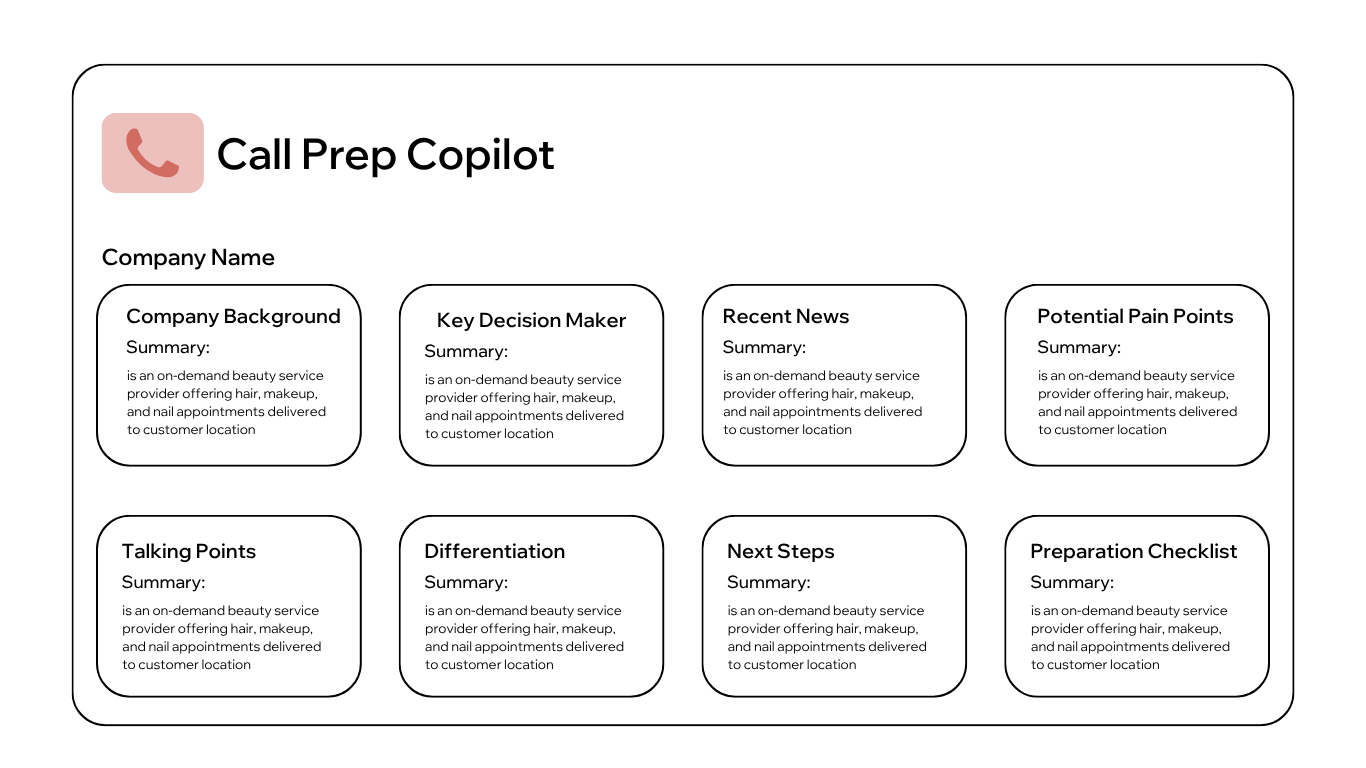 Call Prep Copilot
Company Name
Company Background
Summary:
is an on-demand beauty service
provider offering hair, makeup,
and nail appointments delivered
to customer location
Key Decision Maker
Summary:
is an on-demand beauty service
provider offering hair, makeup,
and nail appointments delivered
to customer location
Recent News
Summary:
is an on-demand beauty service
provider offering hair, makeup,
and nail appointments delivered
to customer location
Potential Pain Points
Summary:
is an on-demand beauty service
provider offering hair, makeup,
and nail appointments delivered
to customer location
Talking Points
Summary:
is an on-demand beauty service
provider offering hair, makeup,
and nail appointments delivered
to customer location
Differentiation
Summary:
is an on-demand beauty service
provider offering hair, makeup,
and nail appointments delivered
to customer location
Next Steps
Summary:
is an on-demand beauty service
provider offering hair, makeup,
and nail appointments delivered
to customer location
Preparation Checklist
Summary:
is an on-demand beauty service
provider offering hair, makeup,
and nail appointments delivered
to customer location